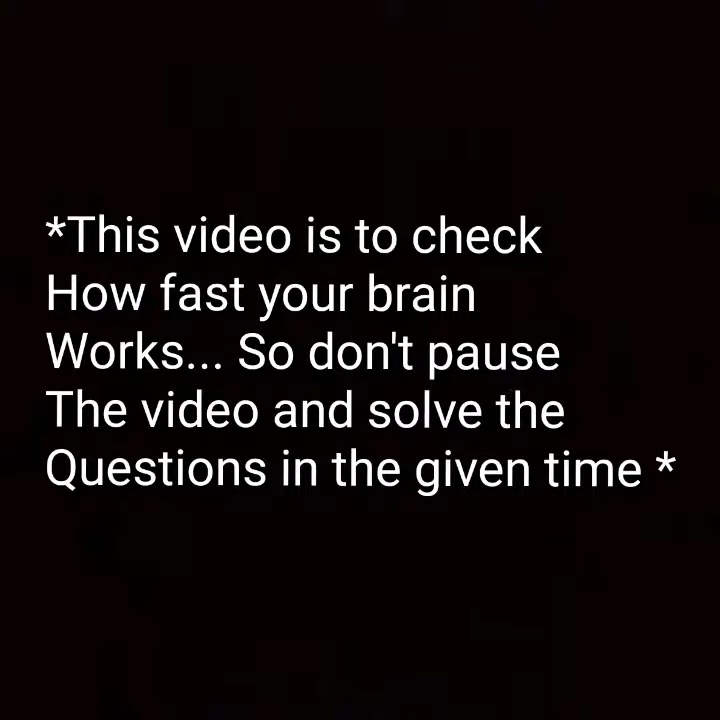 *This video is to check
How fast your brain
Works... So don't pause
The video and solve the
Questions in the given time *